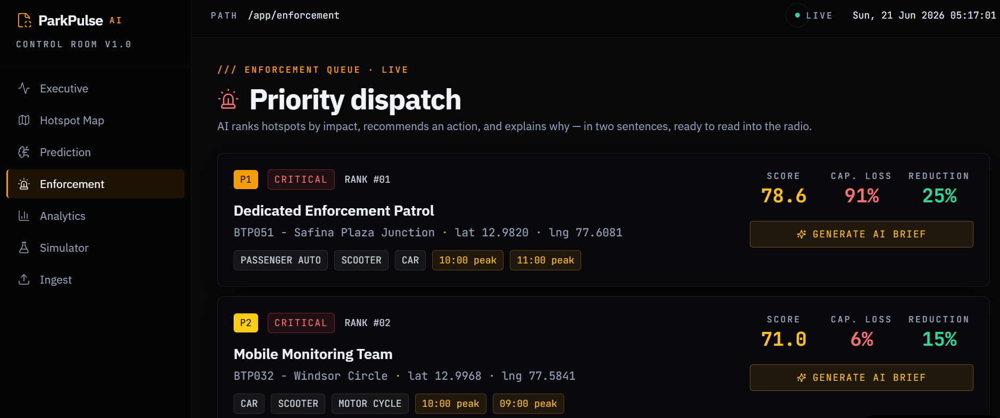 ParkPulse AI
CONTROL ROOM V1.0
Executive
Hotspot Map
Prediction
Enforcement
Analytics
Simulator
Ingest
PATH /app/enforcement
LIVE Sun, 21 Jun 2026 05:17:01
/// ENFORCEMENT QUEUE · LIVE
Priority dispatch
AI ranks hotspots by impact, recommends an action, and explains why — in two sentences, ready to read into the radio.
P1 CRITICAL RANK #01
Dedicated Enforcement Patrol
BTP051 - Safina Plaza Junction · lat 12.9820 · lng 77.6081
PASSENGER AUTO SCOOTER CAR 10:00 peak 11:00 peak
SCORE CAP. LOSS REDUCTION
78.6 91% 25%
GENERATE AI BRIEF
P2 CRITICAL RANK #02
Mobile Monitoring Team
BTP032 - Windsor Circle · lat 12.9968 · lng 77.5841
CAR SCOOTER MOTOR CYCLE 10:00 peak 09:00 peak
SCORE CAP. LOSS REDUCTION
71.0 6% 15%
GENERATE AI BRIEF